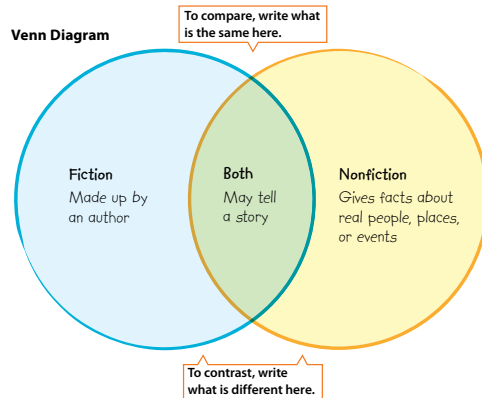 Venn Diagram
To compare, write what
is the same here.
Fiction
Made up by
an author
Both
May tell
a story
Nonfiction
Gives facts about
real people, places,
or events
To contrast, write
what is different here.